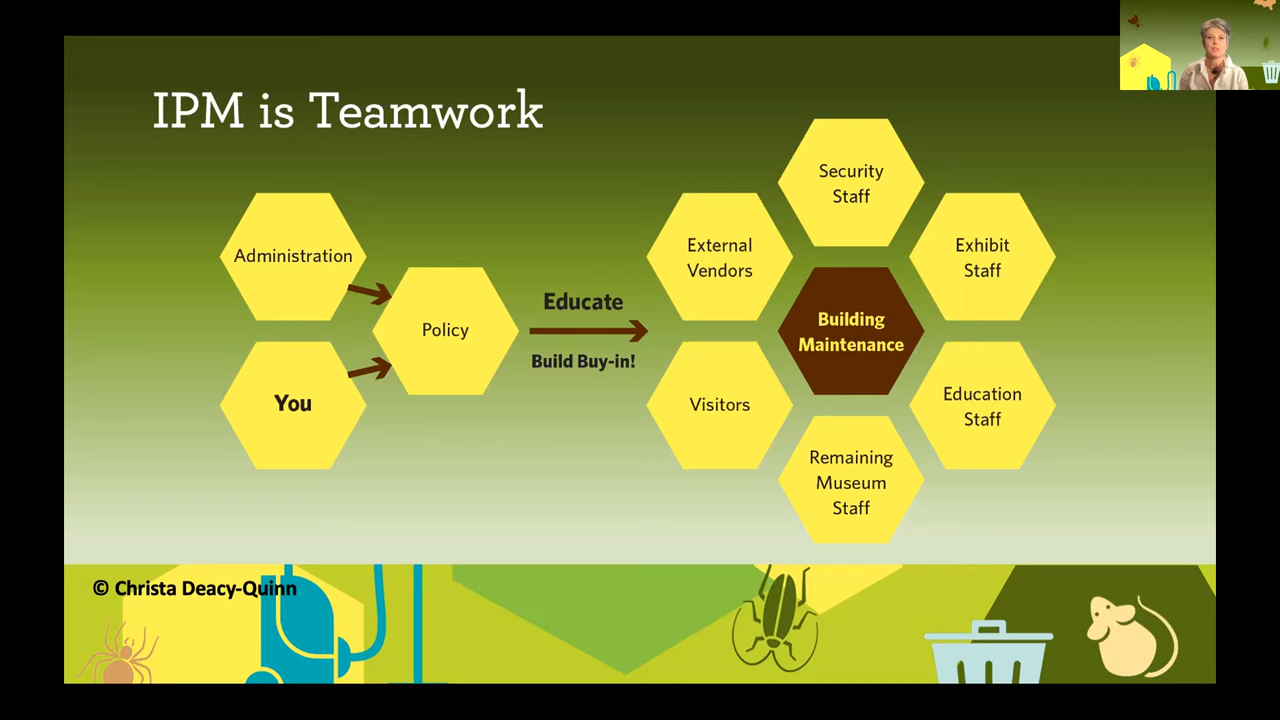 IPM is Teamwork
Administration
You
Policy
Educate
Build Buy-in!
External
Vendors
Security
Staff
Exhibit
Staff
Building
Maintenance
Visitors
Education
Staff
Remaining
Museum
Staff
© Christa Deacy-Quinn